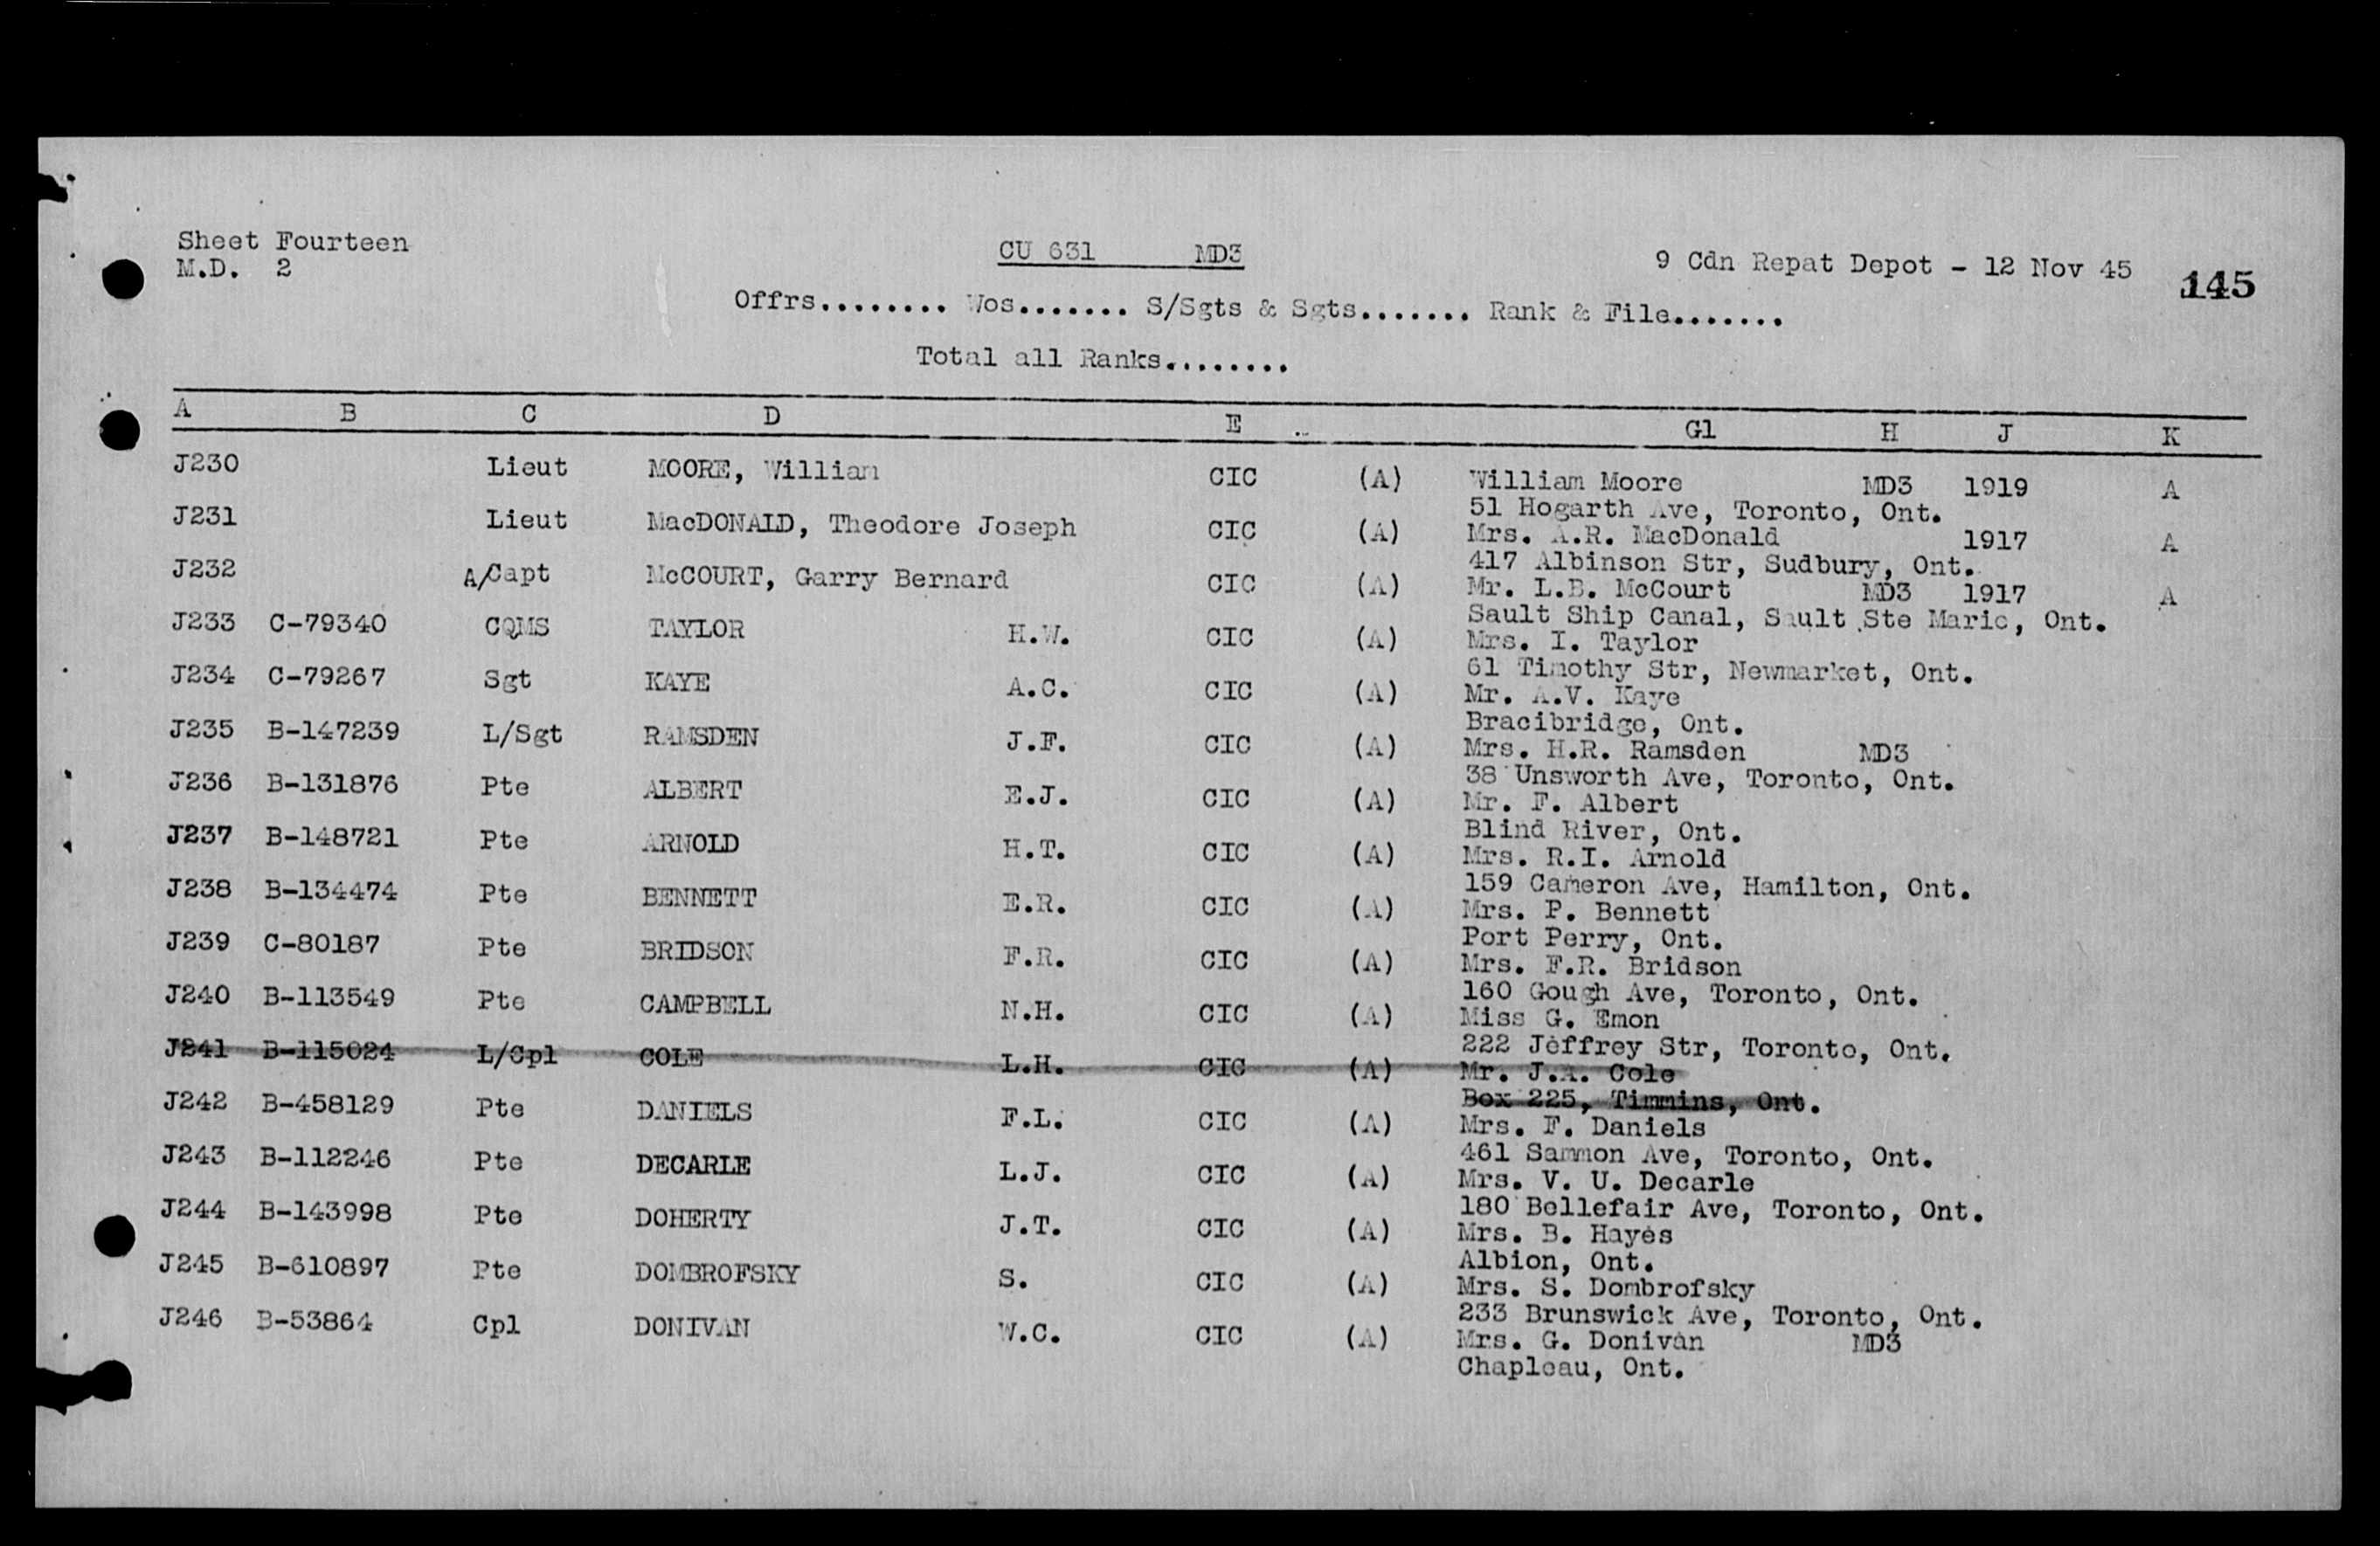 Sheet Fourteen
M.D. 2
CU 631 MD3
9 Cdn Repat Depot - 12 Nov 45
145
Offrs........ Wos....... S/Sgts & Sgts....... Rank & File.......
Total all Ranks........
A B C D E G1 H J K
J230 Lieut MOORE, William CIC (A) William Moore MD3 1919 A
51 Hogarth Ave, Toronto, Ont.
J231 Lieut MacDONALD, Theodore Joseph CIC (A) Mrs. A.R. MacDonald 1917 A
417 Albinson Str, Sudbury, Ont.
J232 A/Capt McCOURT, Garry Bernard CIC (A) Mr. L.B. McCourt MD3 1917 A
Sault Ship Canal, Sault Ste Marie, Ont.
J233 C-79340 CQMS TAYLOR H.W. CIC (A) Mrs. I. Taylor
61 Timothy Str, Newmarket, Ont.
J234 C-79267 Sgt KAYE A.C. CIC (A) Mr. A.V. Kaye
Bracibridge, Ont.
J235 B-147239 L/Sgt RAMSDEN J.F. CIC (A) Mrs. H.R. Ramsden MD3
38 Unsworth Ave, Toronto, Ont.
J236 B-131876 Pte ALBERT E.J. CIC (A) Mr. F. Albert
Blind River, Ont.
J237 B-148721 Pte ARNOLD H.T. CIC (A) Mrs. R.I. Arnold
159 Cameron Ave, Hamilton, Ont.
J238 B-134474 Pte BENNETT E.R. CIC (A) Mrs. P. Bennett
Port Perry, Ont.
J239 C-80187 Pte BRIDSON F.R. CIC (A) Mrs. F.R. Bridson
160 Gough Ave, Toronto, Ont.
J240 B-113549 Pte CAMPBELL N.H. CIC (A) Miss G. Emon
222 Jeffrey Str, Toronto, Ont.
J241 B-115024 L/Cpl COLE L.H. CIC (A) Mr. J.A. Cole
Box 225, Timmins, Ont.
J242 B-458129 Pte DANIELS F.L. CIC (A) Mrs. F. Daniels
461 Sammon Ave, Toronto, Ont.
J243 B-112246 Pte DECARLE L.J. CIC (A) Mrs. V. U. Decarle
180 Bellefair Ave, Toronto, Ont.
J244 B-143998 Pte DOHERTY J.T. CIC (A) Mrs. B. Hayes
Albion, Ont.
J245 B-610897 Pte DOMBROFSKY S. CIC (A) Mrs. S. Dombrofsky
233 Brunswick Ave, Toronto, Ont.
J246 B-53864 Cpl DONIVAN W.C. CIC (A) Mrs. G. Donivan MD3
Chapleau, Ont.